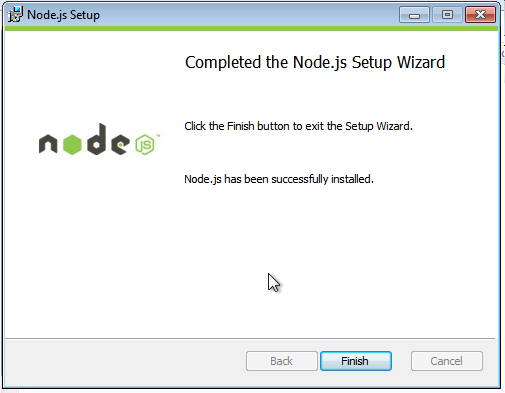 Node.js Setup
Completed the Node.js Setup Wizard
Click the Finish button to exit the Setup Wizard.
node JS™
Node.js has been successfully installed.
Back Finish Cancel